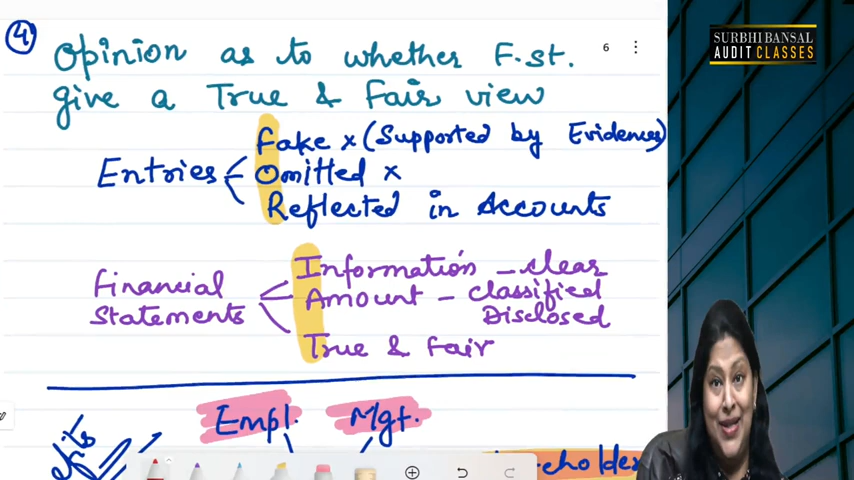 4
Opinion as to whether F.st.
give a True & Fair view
6
SURBHI BANSAL
AUDIT CLASSES
Fake x (Supported by Evidences)
Entries
Omitted x
Reflected in Accounts
Financial
Statements
Information - clear
Amount - classified
Disclosed
True & Fair
Empl. Mgt.